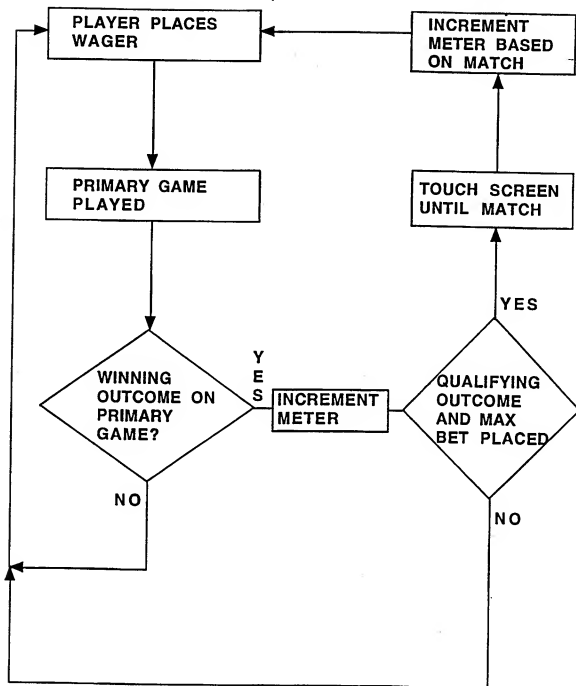 PLAYER PLACES
WAGER
INCREMENT
METER BASED
ON MATCH
PRIMARY GAME
PLAYED
TOUCH SCREEN
UNTIL MATCH
YES
WINNING
OUTCOME ON
PRIMARY
GAME?
YES
INCREMENT
METER
QUALIFYING
OUTCOME
AND MAX
BET PLACED
NO
NO